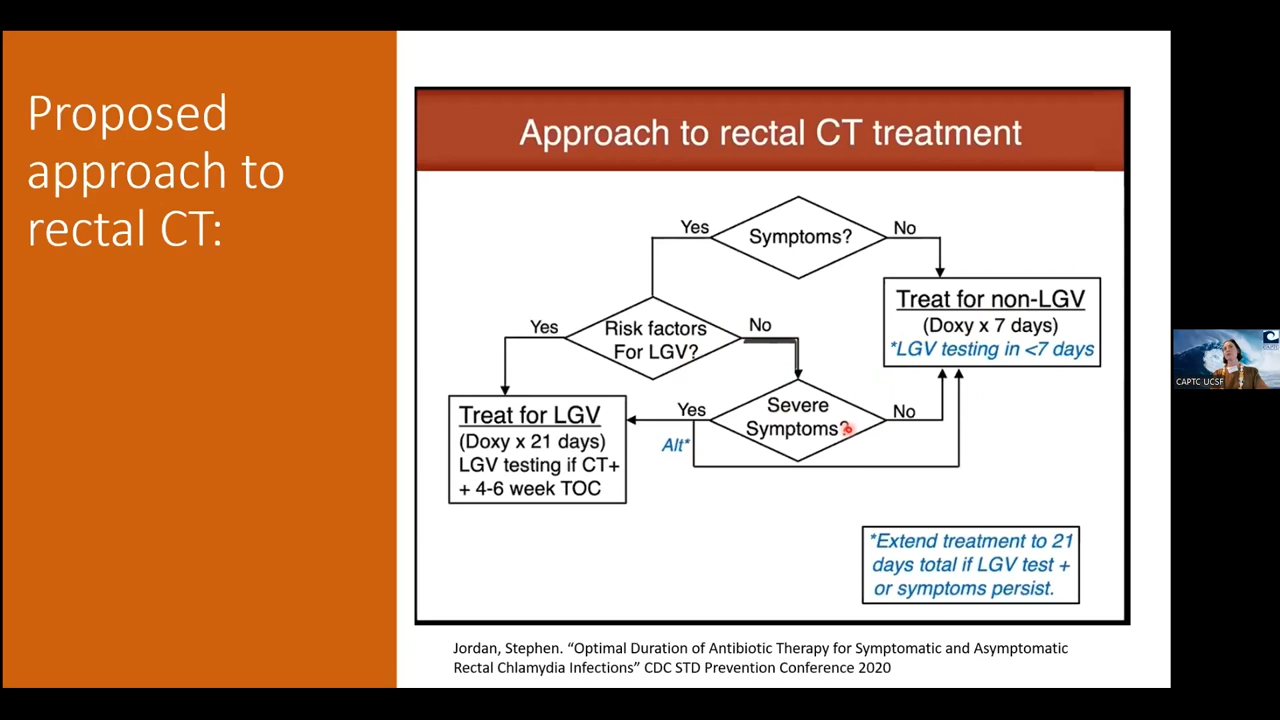 Proposed
approach to
rectal CT:
Approach to rectal CT treatment
Symptoms?
Yes
No
Risk factors
For LGV?
Yes
No
Treat for non-LGV
(Doxy x 7 days)
*LGV testing in <7 days
Severe
Symptoms?
Yes
No
Alt*
Treat for LGV
(Doxy x 21 days)
LGV testing if CT+
+ 4-6 week TOC
*Extend treatment to 21
days total if LGV test +
or symptoms persist.
Jordan, Stephen. “Optimal Duration of Antibiotic Therapy for Symptomatic and Asymptomatic
Rectal Chlamydia Infections” CDC STD Prevention Conference 2020
CAPTC UCSF